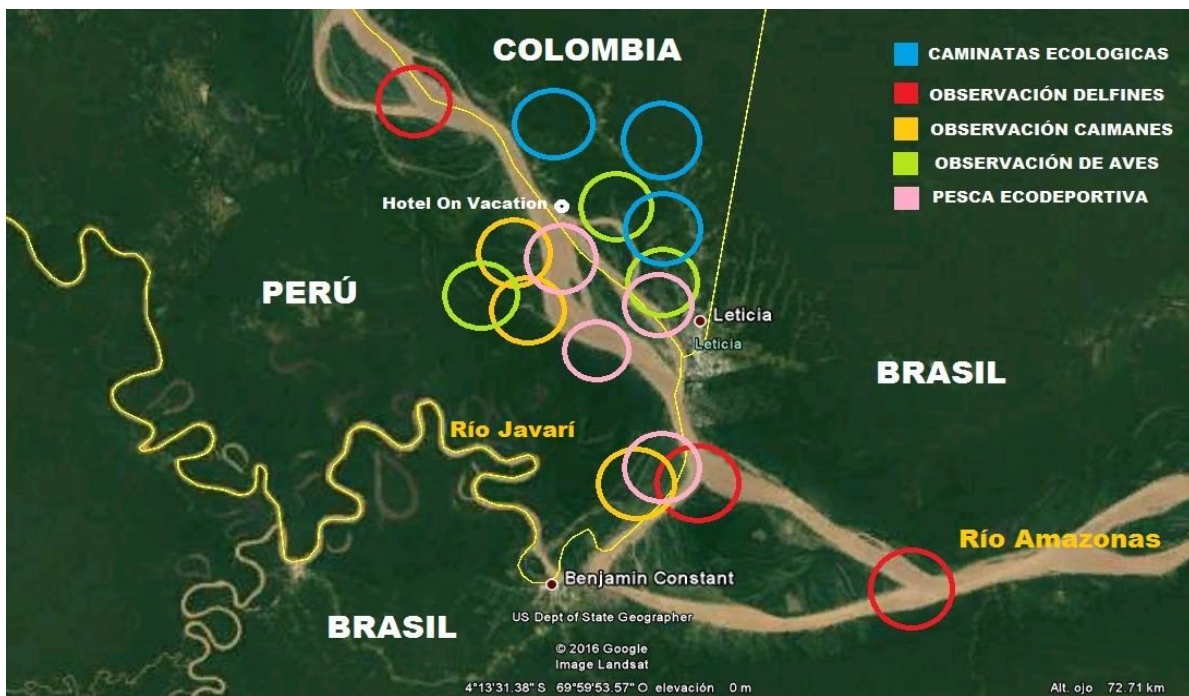 COLOMBIA
CAMINATAS ECOLOGICAS
OBSERVACIÓN DELFINES
OBSERVACIÓN CAIMANES
OBSERVACIÓN DE AVES
PESCA ECODEPORTIVA
Hotel On Vacation
PERÚ
Leticia
Leticia
BRASIL
Río Javarí
Río Amazonas
Benjamin Constant
BRASIL
US Dept of State Geographer
© 2016 Google
Image Landsat
4°13'31.38" S 69°59'53.57" O elevación 0 m
Alt. ojo 72.71 km